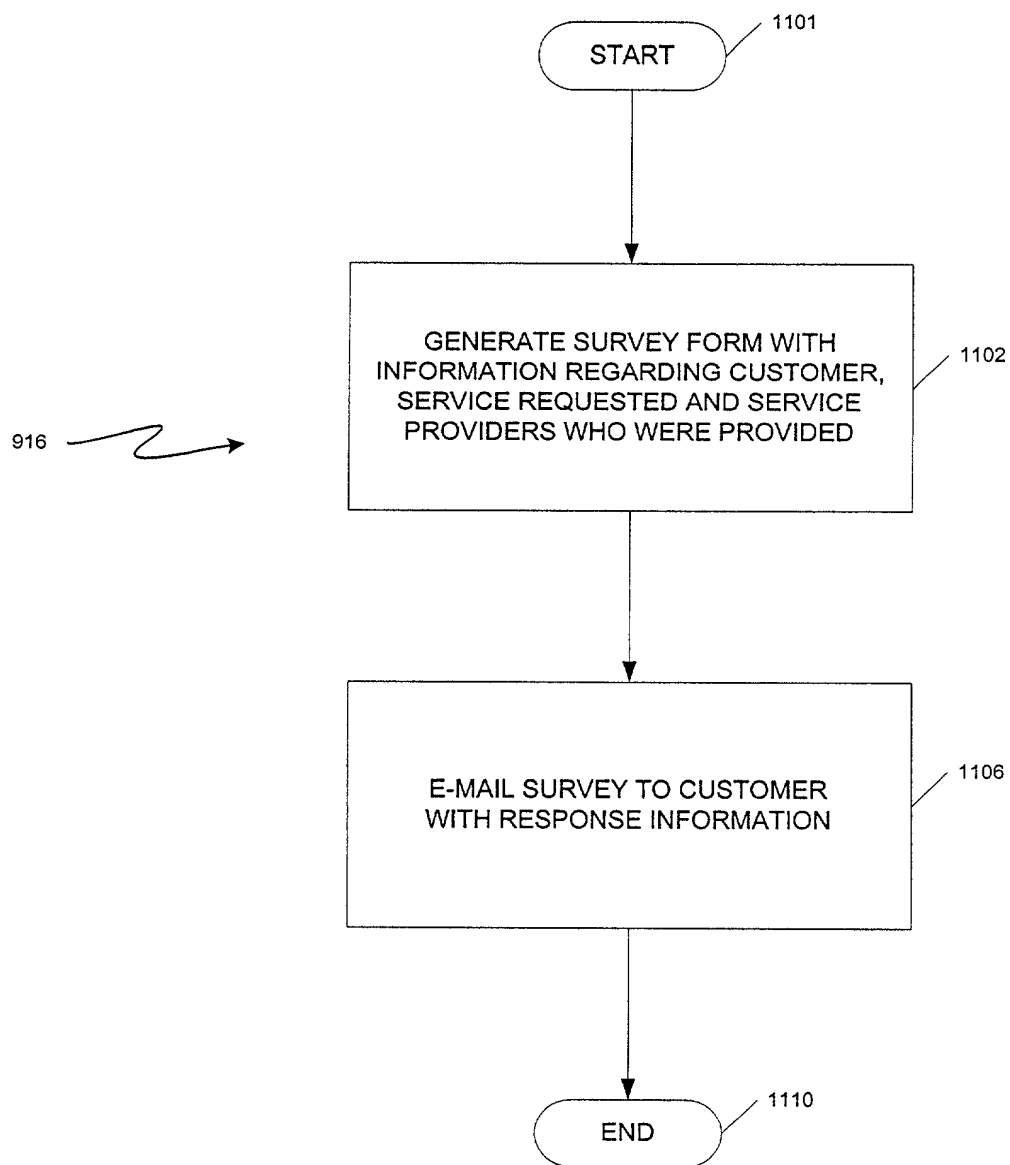 1101
START
GENERATE SURVEY FORM WITH
INFORMATION REGARDING CUSTOMER,
SERVICE REQUESTED AND SERVICE
PROVIDERS WHO WERE PROVIDED
1102
916
E-MAIL SURVEY TO CUSTOMER
WITH RESPONSE INFORMATION
1106
1110
END